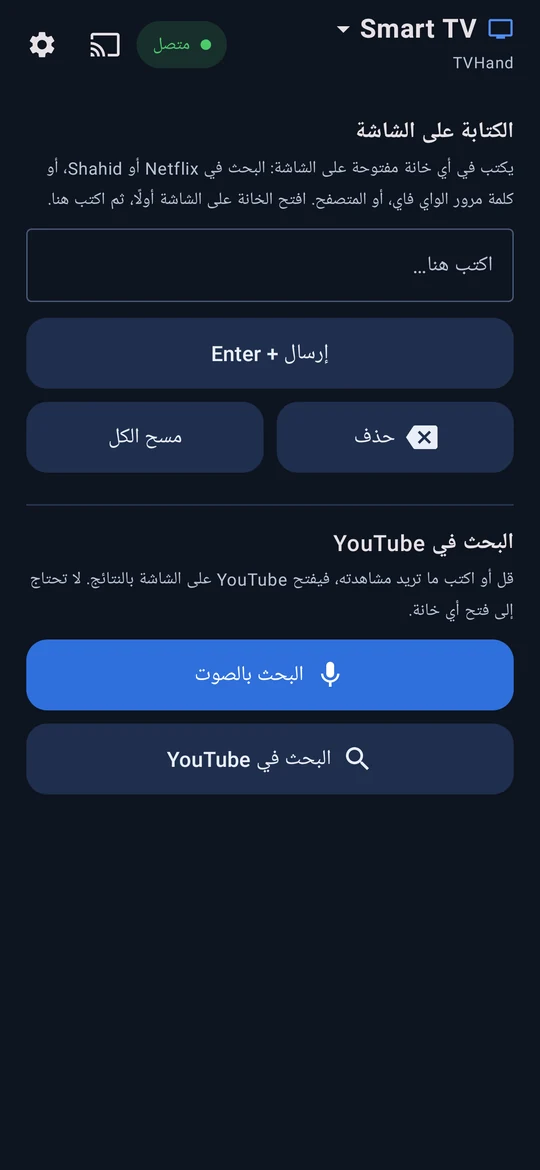 Smart TV
TVHand
متصل
الكتابة على الشاشة
يكتب في أي خانة مفتوحة على الشاشة: البحث في Netflix أو Shahid، أو
كلمة مرور الواي فاي، أو المتصفح. افتح الخانة على الشاشة أولًا، ثم اكتب هنا.
اكتب هنا...
إرسال + Enter
حذف
مسح الكل
البحث في YouTube
قل أو اكتب ما تريد مشاهدته، فيفتح YouTube على الشاشة بالنتائج. لا تحتاج
إلى فتح أي خانة.
البحث بالصوت
البحث في YouTube